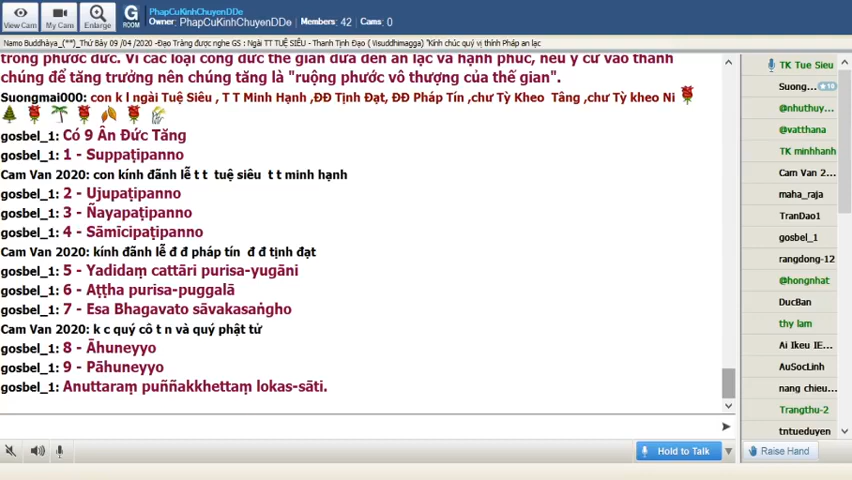 View Cam
My Cam
Enlarge
G
ROOM
PhapCuKinhChuyenDDe
Owner: PhapCuKinhChuyenDDe Members: 42 Cams: 0
Namo Buddhàya_(**)_Thứ Bảy 09 /04 /2020 -Đạo Tràng được nghe GS : Ngài TT TUỆ SIÊU - Thanh Tịnh Đạo ( Visuddhimagga) "Kính chúc quý vị thính Pháp an lạc
trong phước đức. Vì các loại công đức thế gian đưa đến an lạc và hạnh phúc, nếu y cứ vào thánh
chúng để tăng trưởng nên chúng tăng là "ruộng phước vô thượng của thế gian".
Suongmai000: con k l ngài Tuệ Siêu , T T Minh Hạnh ,ĐĐ Tịnh Đạt, ĐĐ Pháp Tín ,chư Tỳ Kheo Tăng ,chư Tỳ kheo Ni
gosbel_1: Có 9 Ân Đức Tăng
gosbel_1: 1 - Suppaṭipanno
Cam Van 2020: con kính đãnh lễ t t tuệ siêu t t minh hạnh
gosbel_1: 2 - Ujupaṭipanno
gosbel_1: 3 - Ñayapaṭipanno
gosbel_1: 4 - Sāmīcipaṭipanno
Cam Van 2020: kính đãnh lễ đ đ pháp tín đ đ tịnh đạt
gosbel_1: 5 - Yadidaṃ cattāri purisa-yugāni
gosbel_1: 6 - Aṭṭha purisa-puggalā
gosbel_1: 7 - Esa Bhagavato sāvakasaṅgho
Cam Van 2020: k c quý cô t n và quý phật tử
gosbel_1: 8 - Āhuneyyo
gosbel_1: 9 - Pāhuneyyo
gosbel_1: Anuttaraṃ puññakkhettaṃ lokas-sāti.
TK Tue Sieu
Suong... 10
@nhuthuy...
@vatthana
TK minhhanh
Cam Van 2...
maha_raja
TranDao1
gosbel_1
rangdong-12
@hongnhat
DucBan
thy lam
Ai Ikeu IE...
AuSocLinh
nang chieu...
Trangthu-2
tntueduyen
Hold to Talk
Raise Hand